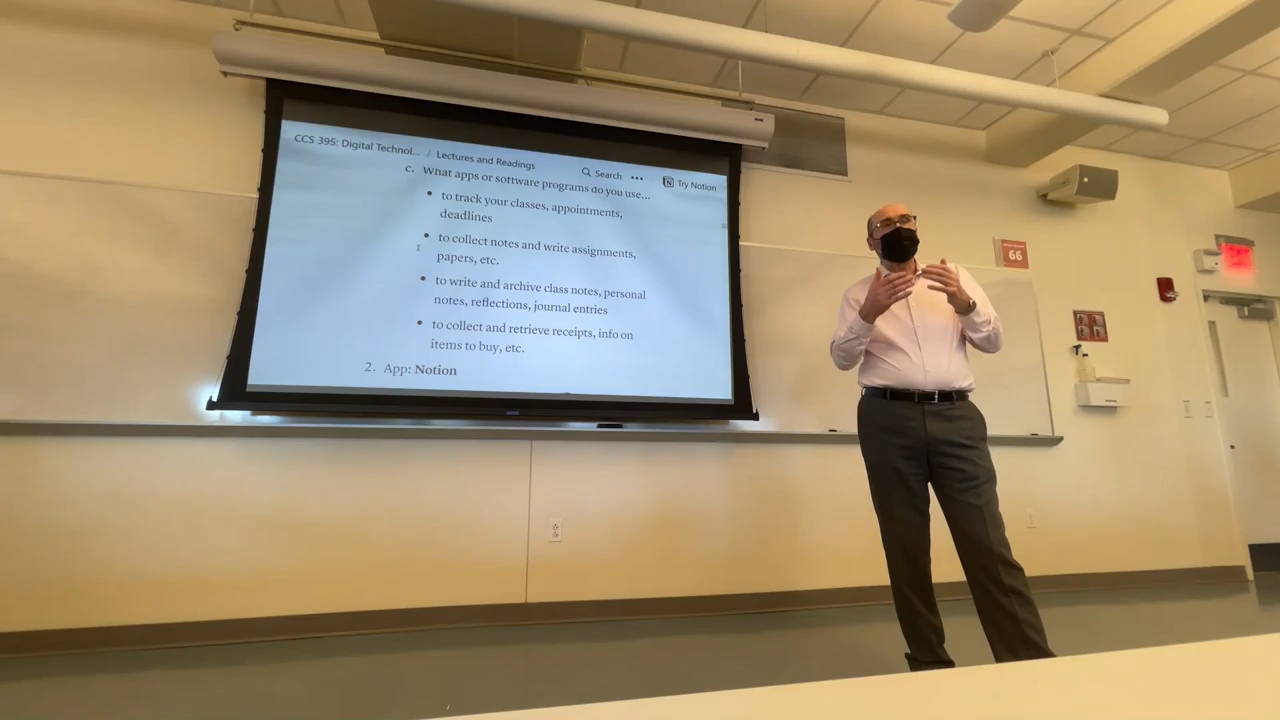 CCS 395: Digital Technol... / Lectures and Readings
Search ••• Try Notion
c. What apps or software programs do you use...
• to track your classes, appointments,
deadlines
• to collect notes and write assignments,
papers, etc.
• to write and archive class notes, personal
notes, reflections, journal entries
• to collect and retrieve receipts, info on
items to buy, etc.
2. App: Notion
66